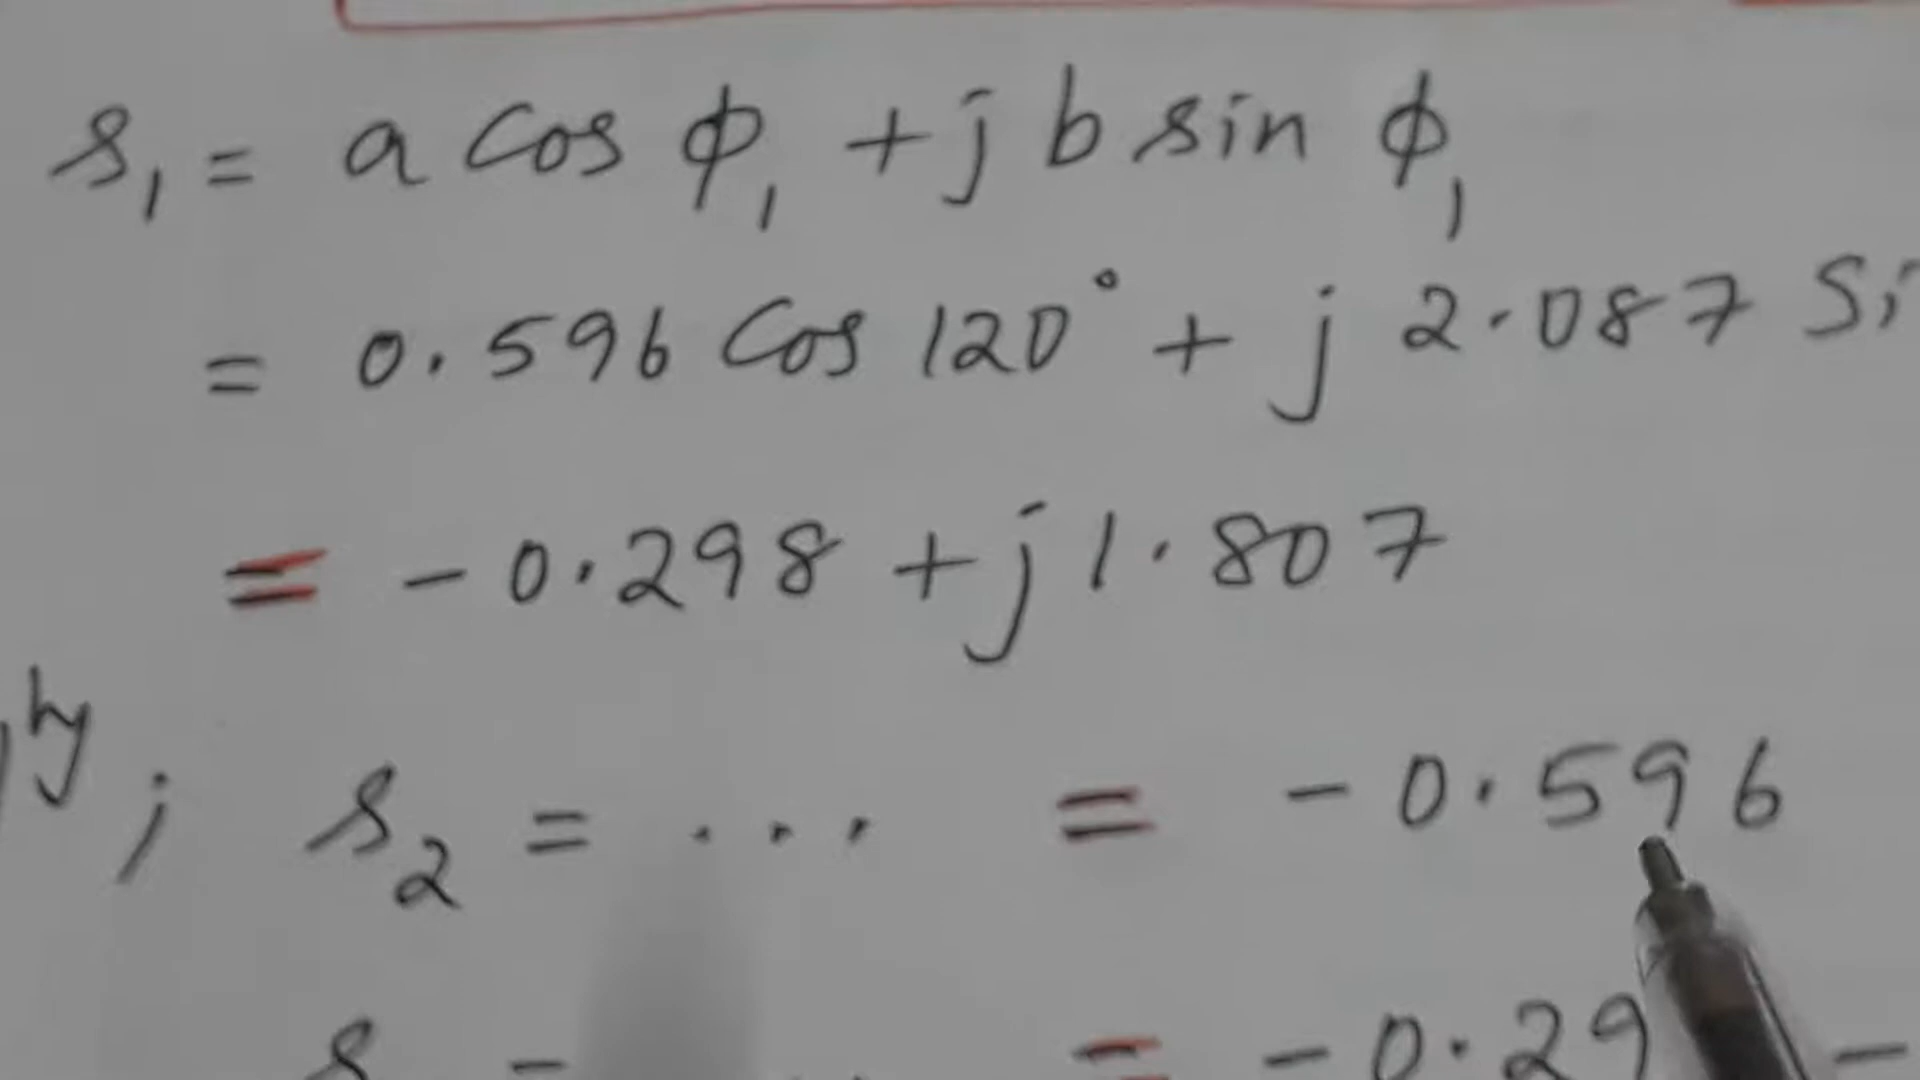 s₁ = a cos φ₁ + j b sin φ₁
= 0.596 cos 120° + j 2.087 Si
= -0.298 + j 1.807
ly; s₂ = ... = -0.596
s = -0.29 -